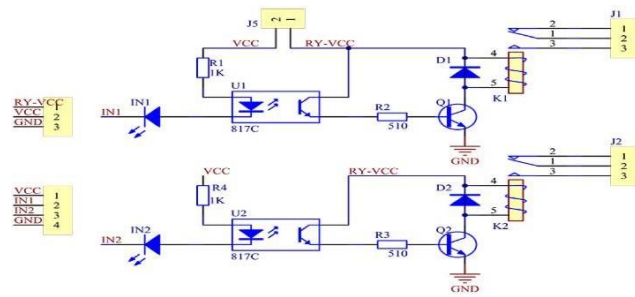 J5
2 1
VCC RY-VCC
J1
R1
1K
D1
4
2
1
3
1
2
3
U1
RY-VCC
VCC
GND
1
2
3
IN1
IN1
R2
Q1
5
K1
817C
510
GND
J2
VCC
RY-VCC
2
1
3
1
2
3
VCC
IN1
IN2
GND
1
2
3
4
R4
1K
D2
4
5
U2
K2
IN2
IN2
R3
Q2
817C
510
GND